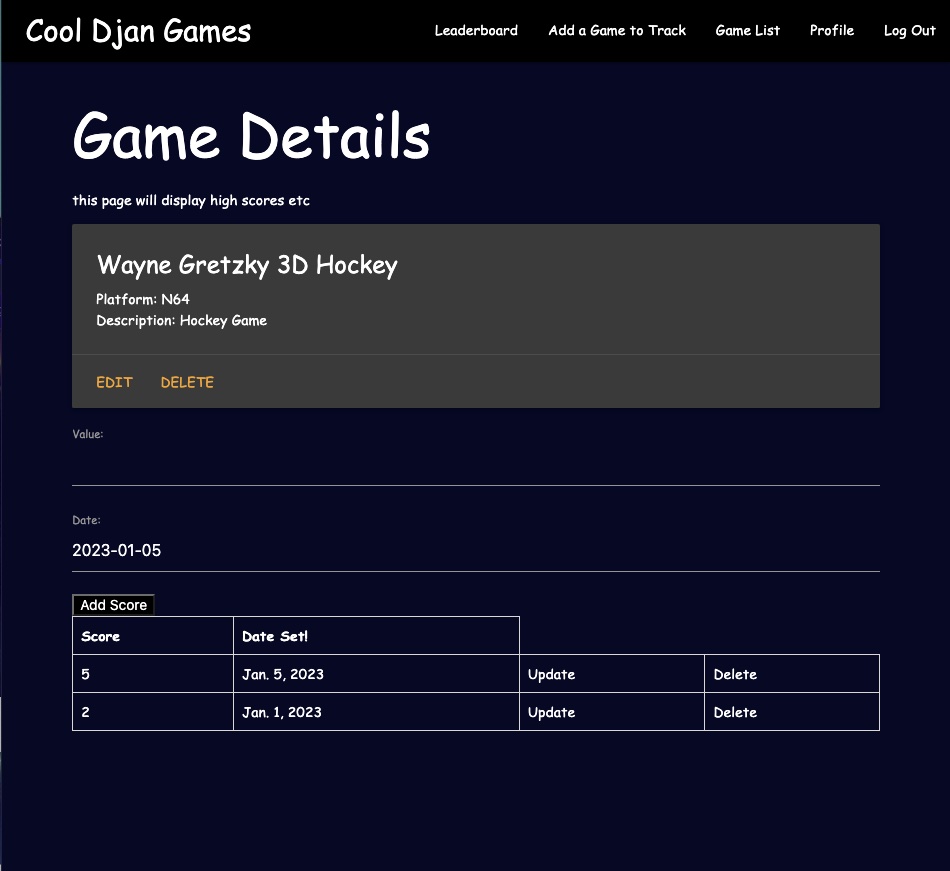 Cool Djan Games
Leaderboard Add a Game to Track Game List Profile Log Out
Game Details
this page will display high scores etc
Wayne Gretzky 3D Hockey
Platform: N64
Description: Hockey Game
EDIT DELETE
Value:
Date:
2023-01-05
Add Score
Score Date Set!
5 Jan. 5, 2023 Update Delete
2 Jan. 1, 2023 Update Delete